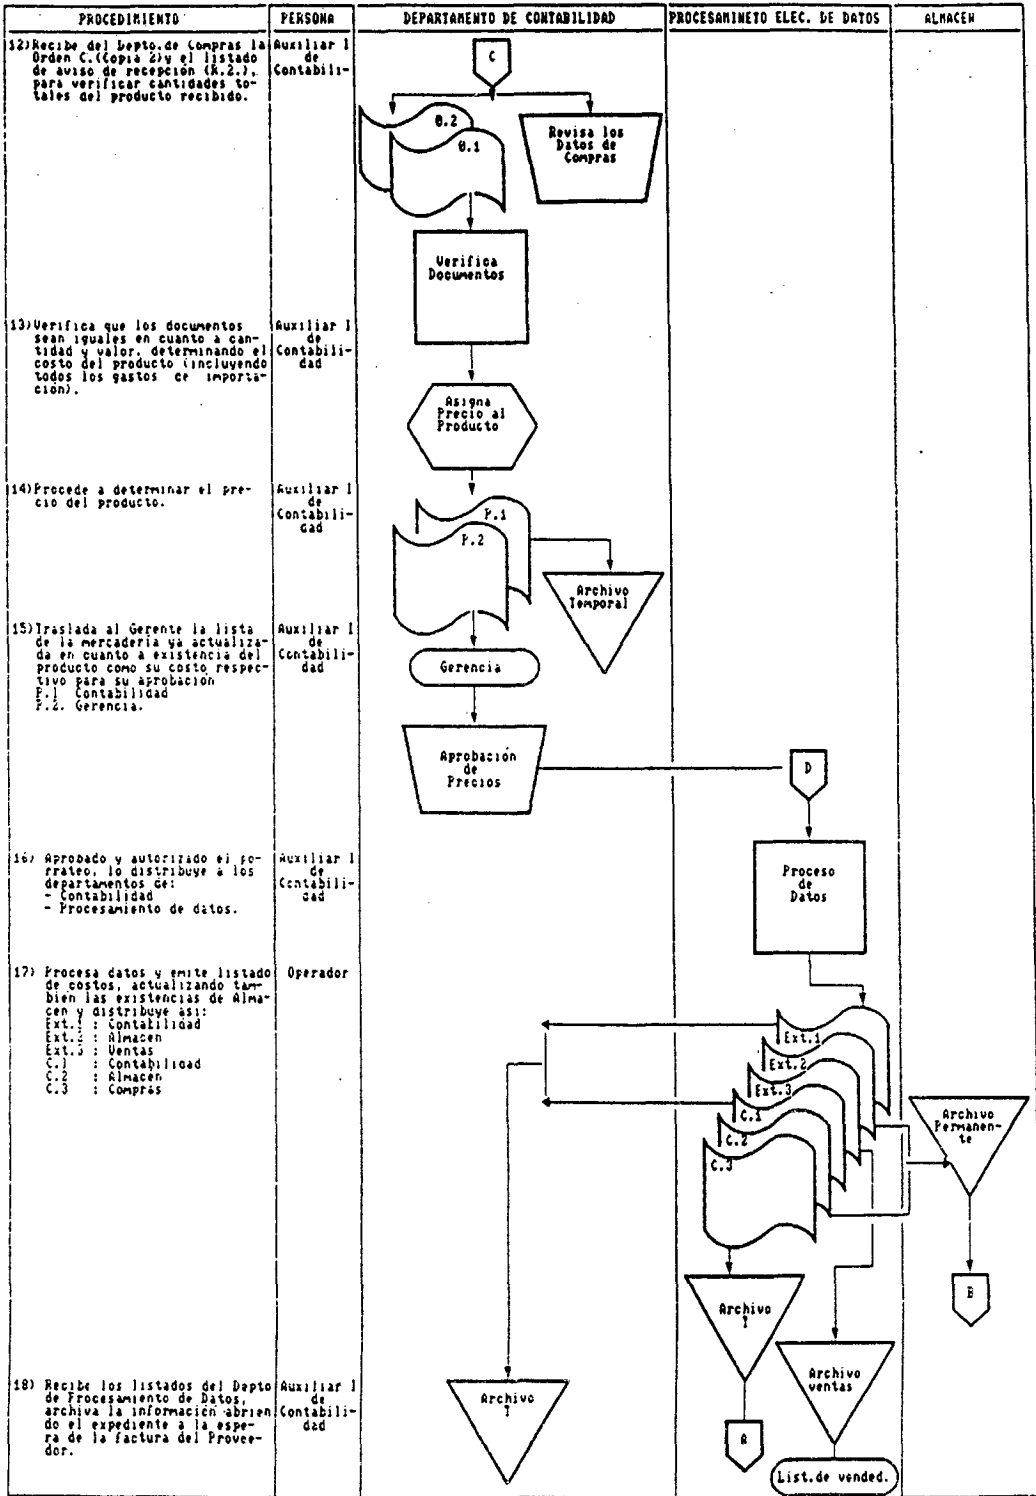 PROCEDIMIENTO
PERSONA
DEPARTAMENTO DE CONTABILIDAD
PROCESAMINETO ELEC. DE DATOS
ALMACEN
12)Recibe del Depto.de Compras la
Orden C.(Copia 2)y el listado
de aviso de recepción (R.2.),
para verificar cantidades to-
tales del producto recibido.
Auxiliar I
de
Contabili-
C
0.2
0.1
Revisa los
Datos de
Compras
Verifica
Documentos
13)Verifica que los documentos
sean iguales en cuanto a can-
tidad y valor. determinando el
costo del producto (incluyendo
todos los gastos de importa-
ción).
Auxiliar I
de
Contabili-
dad
Asigna
Precio al
Producto
14)Procede a determinar el pre-
cio del producto.
Auxiliar I
de
Contabili-
dad
P.1
P.2
Archivo
Temporal
15)Traslada al Gerente la lista
de la mercadería ya actualiza-
da en cuanto a existencia del
producto como su costo respec-
tivo para su aprobación
P.1 Contabilidad
P.2. Gerencia.
Auxiliar I
de
Contabili-
dad
Gerencia
Aprobación
de
Precios
D
16) Aprobado y autorizado el po-
rrateo, lo distribuye a los
departamentos de:
- Contabilidad
- Procesamiento de datos.
Auxiliar I
de
Contabili-
dad
Proceso
de
Datos
17) Procesa datos y emite listado
de costos, actualizando tam-
bién las existencias de Alma-
cen y distribuye asi:
Ext.1 : Contabilidad
Ext.2 : Almacen
Ext.3 : Ventas
C.1 : Contabilidad
C.2 : Almacen
C.3 : Compras
Operador
Ext.1
Ext.2
Ext.3
C.1
C.2
C.3
Archivo
Permanen-
te
B
Archivo
T
Archivo
ventas
A
List.de vended.
18) Recibe los listados del Depto
de Procesamiento de Datos,
archiva la información abrien
do el expediente a la espe-
ra de la factura del Provee-
dor.
Auxiliar I
de
Contabili-
dad
Archivo
T